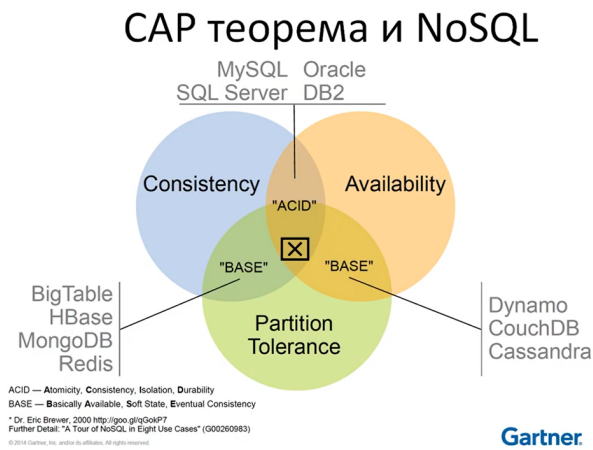 CAP теорема и NoSQL
MySQL Oracle
SQL Server DB2
Consistency
Availability
"ACID"
"BASE" "BASE"
Partition
Tolerance
BigTable
HBase
MongoDB
Redis
Dynamo
CouchDB
Cassandra
ACID — Atomicity, Consistency, Isolation, Durability
BASE — Basically Available, Soft State, Eventual Consistency
* Dr. Eric Brewer, 2000 http://goo.gl/qGokP7
Further Detail: "A Tour of NoSQL in Eight Use Cases" (G00260983)
© 2014 Gartner, Inc. and/or its affiliates. All rights reserved.
Gartner